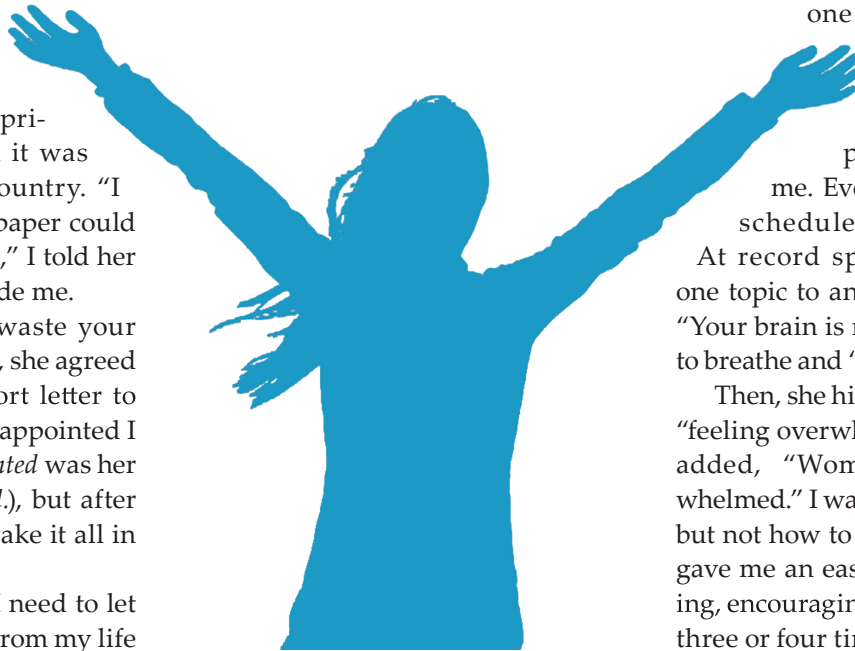 pri-
it was
ountry. “I
paper could
,” I told her
de me.
waste your
, she agreed
ort letter to
appointed I
nted was her
.), but after
ake it all in
need to let
rom my life
one
p
me. Eve
schedule
At record sp
one topic to an
“Your brain is
to breathe and ‘
Then, she hi
“feeling overwh
added, “Wom
whelmed.” I wa
but not how to
gave me an eas
ing, encouragin
three or four tin